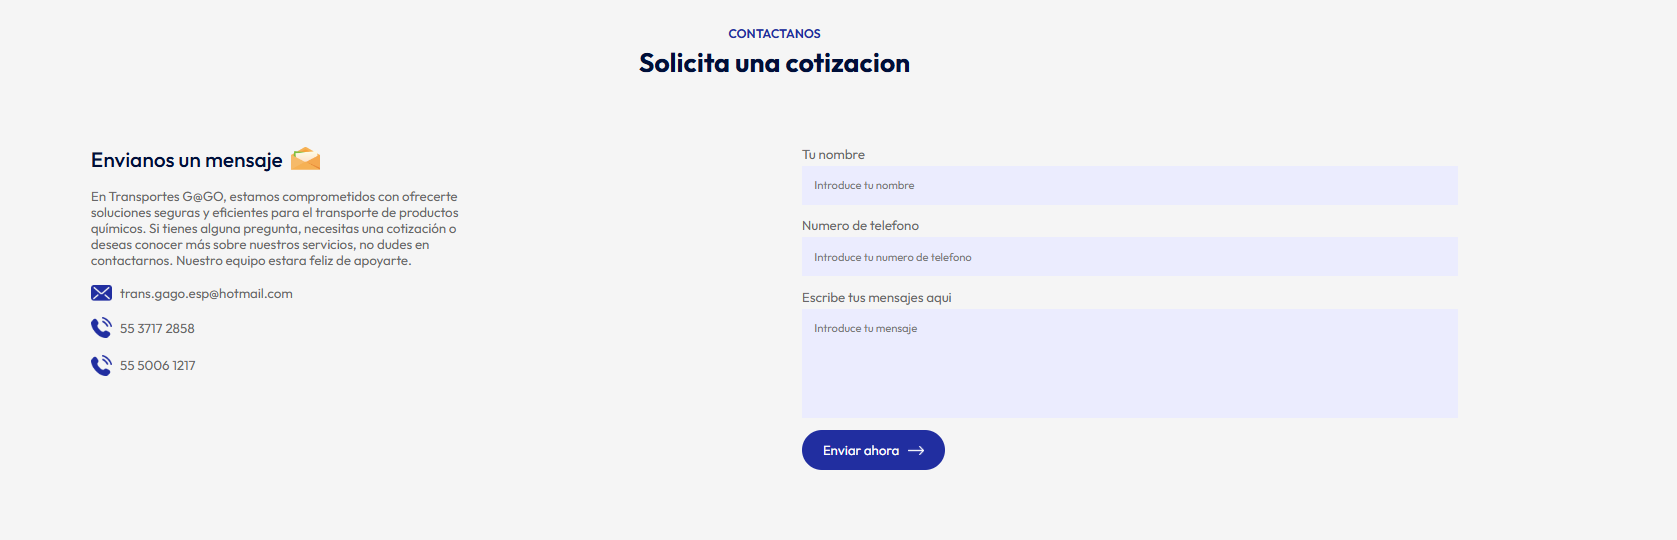 CONTACTANOS
Solicita una cotizacion
Envianos un mensaje
En Transportes G@GO, estamos comprometidos con ofrecerte
soluciones seguras y eficientes para el transporte de productos
químicos. Si tienes alguna pregunta, necesitas una cotización o
deseas conocer más sobre nuestros servicios, no dudes en
contactarnos. Nuestro equipo estara feliz de apoyarte.
trans.gago.esp@hotmail.com
55 3717 2858
55 5006 1217
Tu nombre
Introduce tu nombre
Numero de telefono
Introduce tu numero de telefono
Escribe tus mensajes aqui
Introduce tu mensaje
Enviar ahora